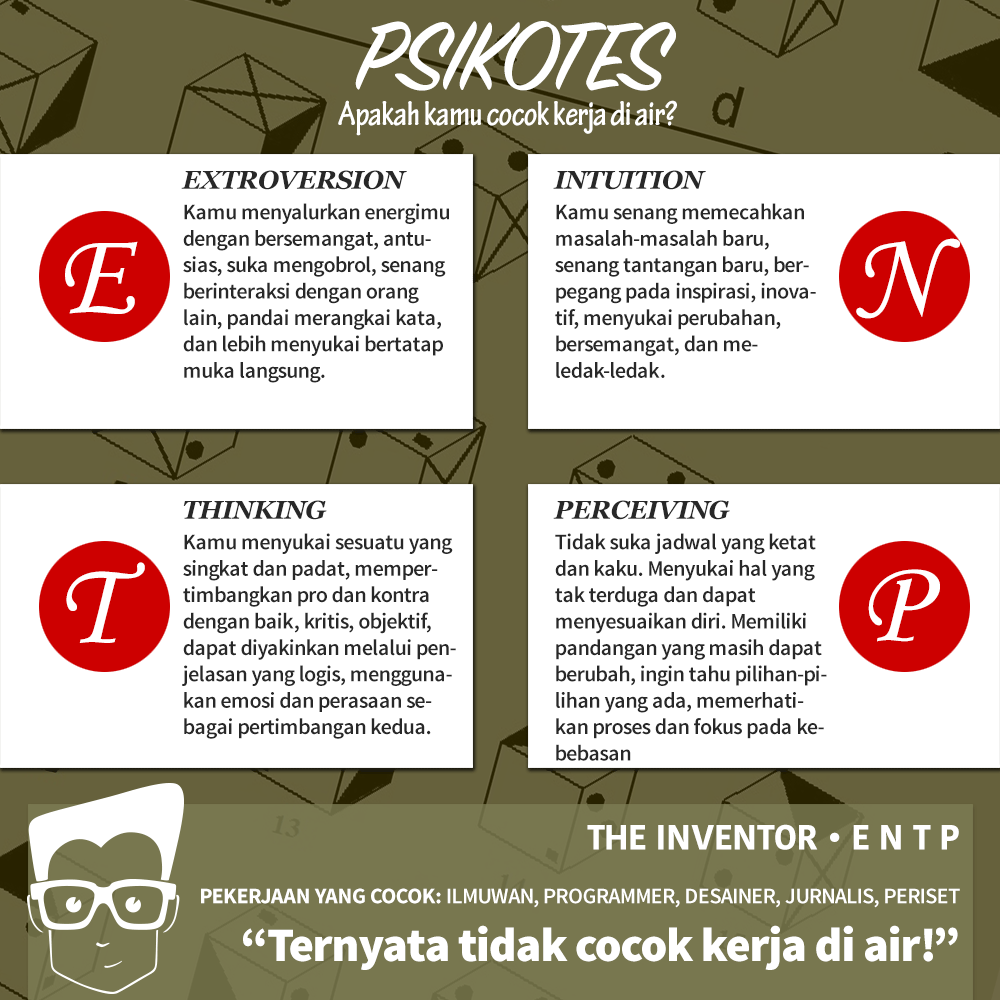 PSIKOTES
Apakah kamu cocok kerja di air?
d
EXTROVERSION
E
Kamu menyalurkan energimu
dengan bersemangat, antu-
sias, suka mengobrol, senang
berinteraksi dengan orang
lain, pandai merangkai kata,
dan lebih menyukai bertatap
muka langsung.
INTUITION
Kamu senang memecahkan
masalah-masalah baru,
senang tantangan baru, ber-
pegang pada inspirasi, inova-
tif, menyukai perubahan,
bersemangat, dan me-
ledak-ledak.
N
THINKING
T
Kamu menyukai sesuatu yang
singkat dan padat, memper-
timbangkan pro dan kontra
dengan baik, kritis, objektif,
dapat diyakinkan melalui pen-
jelasan yang logis, mengguna-
kan emosi dan perasaan se-
bagai pertimbangan kedua.
PERCEIVING
Tidak suka jadwal yang ketat
dan kaku. Menyukai hal yang
tak terduga dan dapat
menyesuaikan diri. Memiliki
pandangan yang masih dapat
berubah, ingin tahu pilihan-pi-
lihan yang ada, memerhati-
kan proses dan fokus pada ke-
bebasan
P
13
THE INVENTOR • E N T P
PEKERJAAN YANG COCOK: ILMUWAN, PROGRAMMER, DESAINER, JURNALIS, PERISET
“Ternyata tidak cocok kerja di air!”